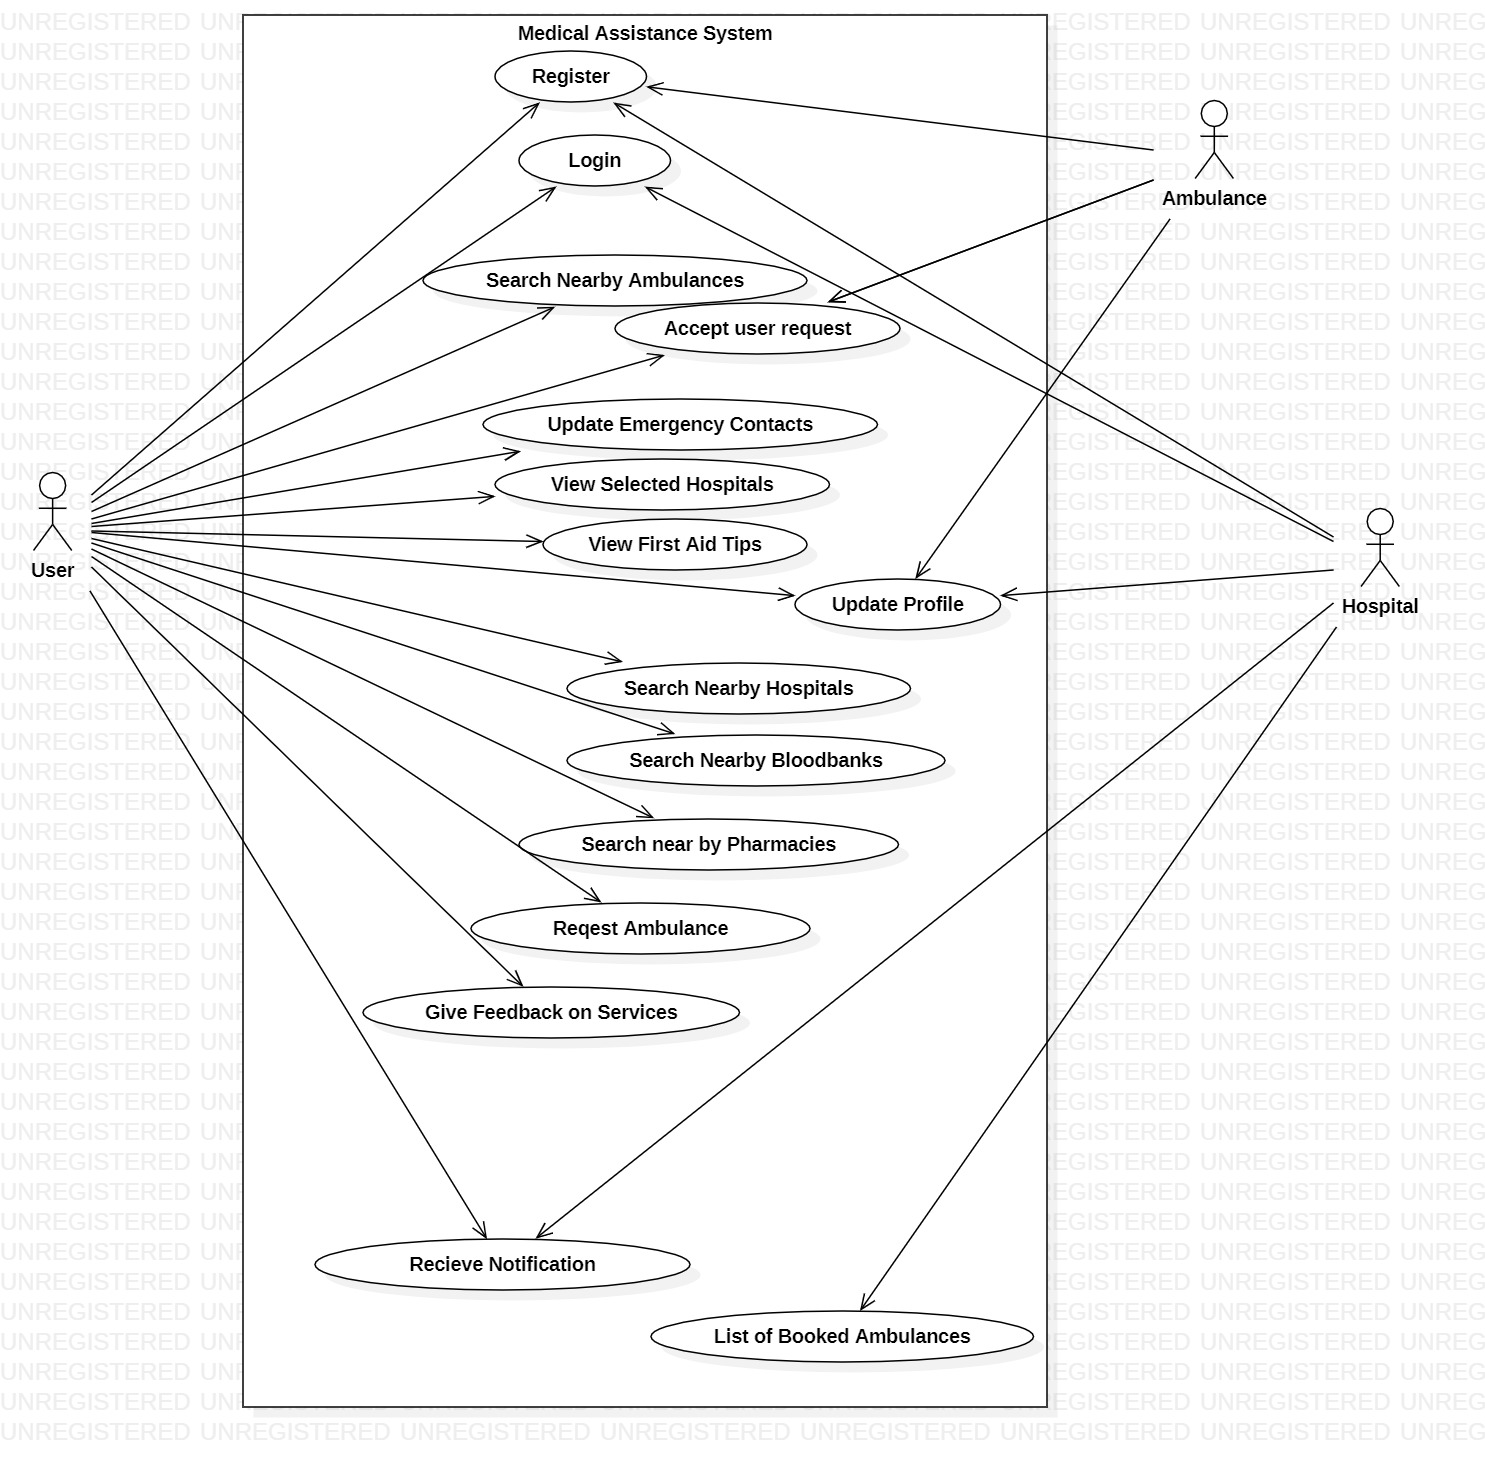 Medical Assistance System
Register
Login
Ambulance
Search Nearby Ambulances
Accept user request
Update Emergency Contacts
View Selected Hospitals
View First Aid Tips
User
Update Profile
Hospital
Search Nearby Hospitals
Search Nearby Bloodbanks
Search near by Pharmacies
Reqest Ambulance
Give Feedback on Services
Recieve Notification
List of Booked Ambulances
UNREGISTERED UNREGISTERED UNREGISTERED UNREGISTERED UNREGISTERED UNREGISTERED UNREGISTERED UNREG